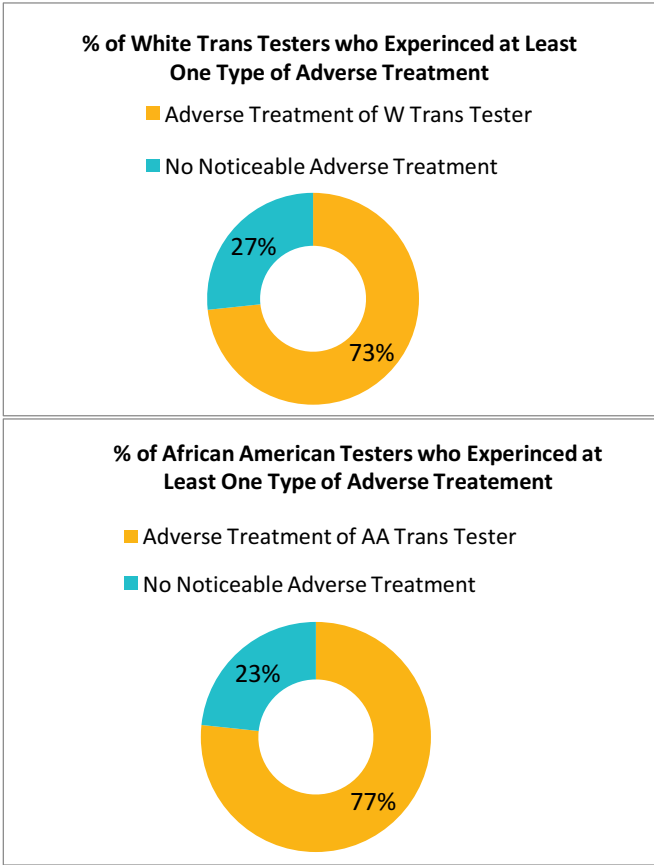 % of White Trans Testers who Experinced at Least
One Type of Adverse Treatment
Adverse Treatment of W Trans Tester
No Noticeable Adverse Treatment
27%
73%
% of African American Testers who Experinced at
Least One Type of Adverse Treatement
Adverse Treatment of AA Trans Tester
No Noticeable Adverse Treatment
23%
77%